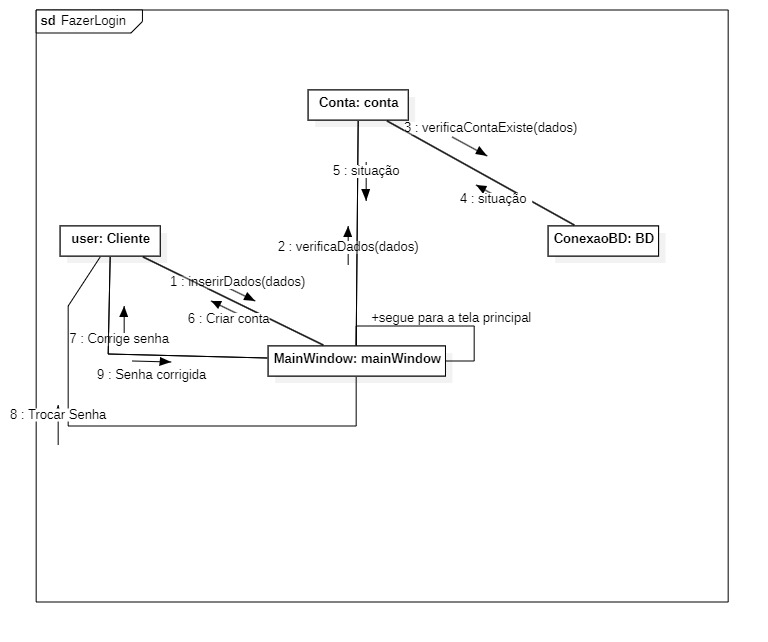 sd FazerLogin
Conta: conta
3 : verificaContaExiste(dados)
5 : situação
4 : situação
user: Cliente
ConexaoBD: BD
2 : verificaDados(dados)
1 : inserirDados(dados)
6 : Criar conta
+segue para a tela principal
7 : Corrige senha
MainWindow: mainWindow
9 : Senha corrigida
8 : Trocar Senha